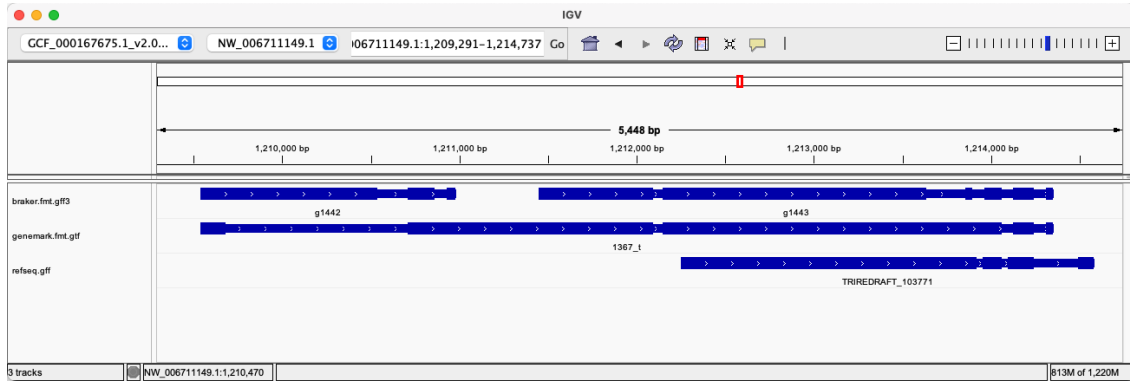 IGV
GCF_000167675.1_v2.0... NW_006711149.1 )06711149.1:1,209,291-1,214,737 Go
5,448 bp
1,210,000 bp 1,211,000 bp 1,212,000 bp 1,213,000 bp 1,214,000 bp
braker.fmt.gff3
g1442 g1443
genemark.fmt.gtf
1367_t
refseq.gff
TRIREDRAFT_103771
3 tracks NW_006711149.1:1,210,470 813M of 1,220M